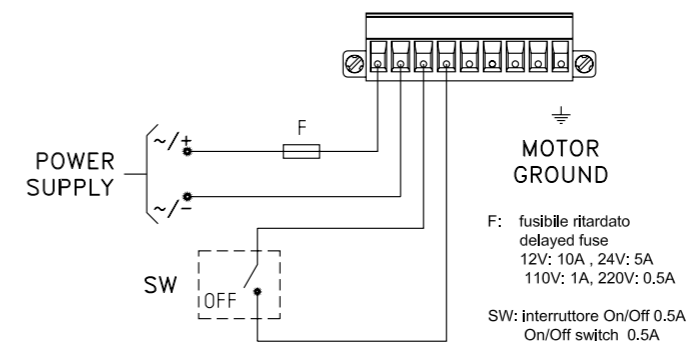 F
~/+
POWER
SUPPLY
~/-
SW
OFF
MOTOR
GROUND
F: fusibile ritardato
delayed fuse
12V: 10A , 24V: 5A
110V: 1A, 220V: 0.5A
SW: interruttore On/Off 0.5A
On/Off switch 0.5A